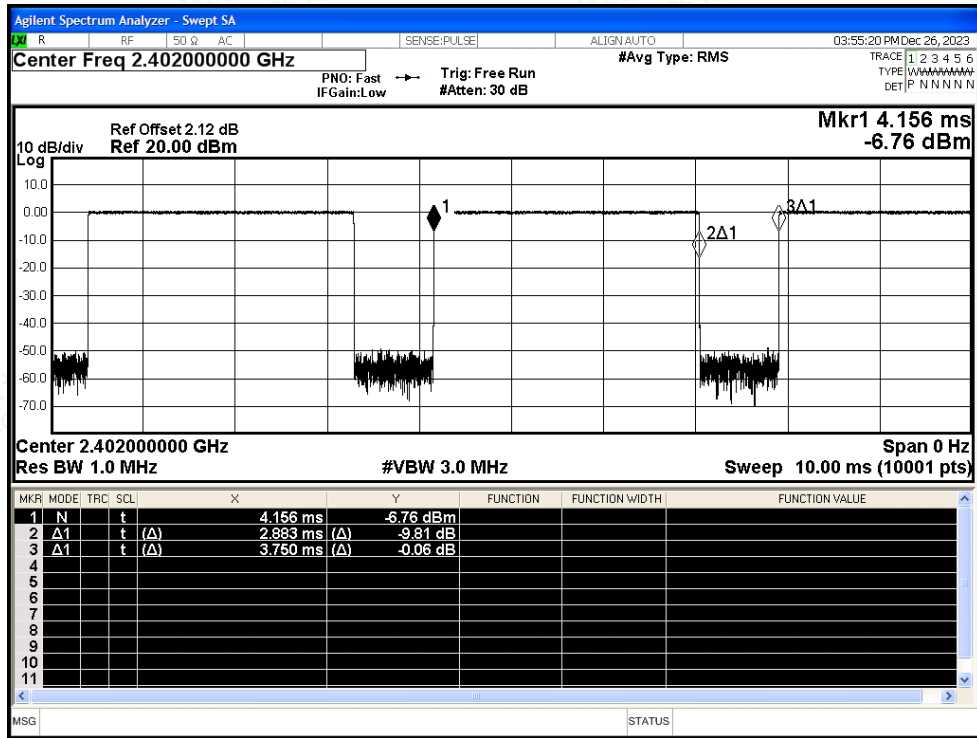 Agilent Spectrum Analyzer - Swept SA
LXI R RF 50 Ω AC SENSE:PULSE ALIGN AUTO 03:55:20 PM Dec 26, 2023
Center Freq 2.402000000 GHz #Avg Type: RMS TRACE 1 2 3 4 5 6
PNO: Fast Trig: Free Run TYPE WWWWWW
IFGain:Low #Atten: 30 dB DET P N N N N N
Mkr1 4.156 ms
Ref Offset 2.12 dB
10 dB/div Ref 20.00 dBm -6.76 dBm
Log
10.0
0.00
1
3Δ1
2Δ1
-10.0
-20.0
-30.0
-40.0
-50.0
-60.0
-70.0
Center 2.402000000 GHz Span 0 Hz
Res BW 1.0 MHz #VBW 3.0 MHz Sweep 10.00 ms (10001 pts)
MKR MODE TRC SCL X Y FUNCTION FUNCTION WIDTH FUNCTION VALUE
1 N t 4.156 ms -6.76 dBm
2 Δ1 t (Δ) 2.883 ms (Δ) -9.81 dB
3 Δ1 t (Δ) 3.750 ms (Δ) -0.06 dB
4
5
6
7
8
9
10
11
MSG STATUS